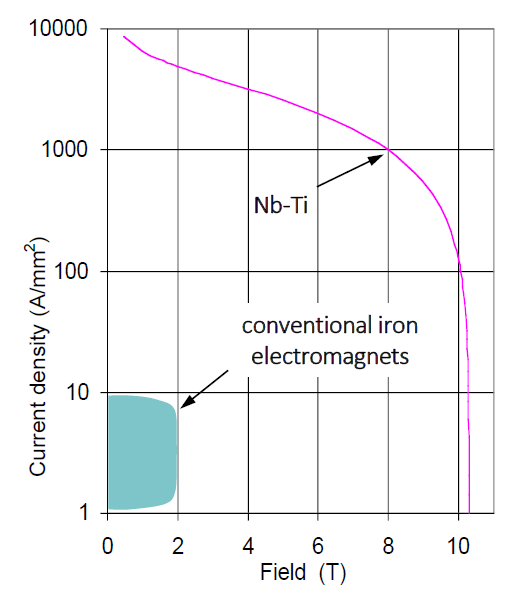 10000
1000
100
10
1
Current density (A/mm²)
Nb-Ti
conventional iron
electromagnets
0 2 4 6 8 10
Field (T)